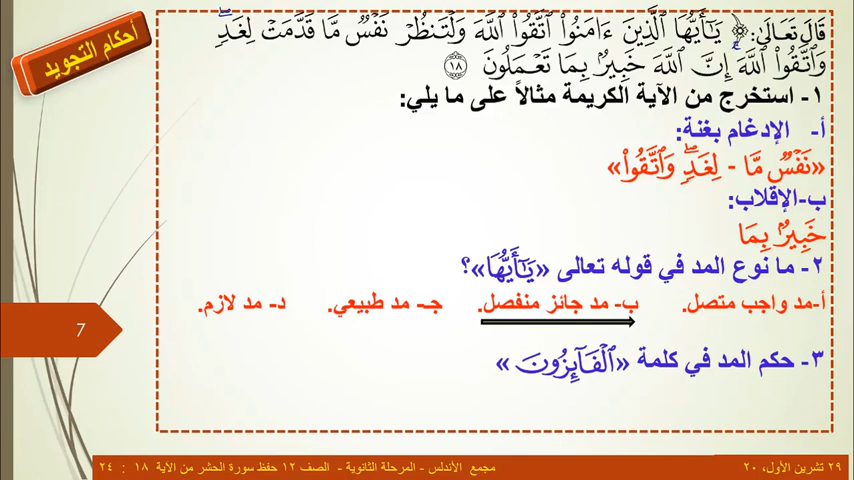 أحكام التجويد
قَالَ تَعَالَىٰ: ﴿ يَٰٓأَيُّهَا ٱلَّذِينَ ءَامَنُوا۟ ٱتَّقُوا۟ ٱللَّهَ وَلْتَنظُرْ نَفْسٌ مَّا قَدَّمَتْ لِغَدٍۖ
وَٱتَّقُوا۟ ٱللَّهَ إِنَّ ٱللَّهَ خَبِيرٌۢ بِمَا تَعْمَلُونَ ١٨
١- استخرج من الآية الكريمة مثالاً على ما يلي:
أ- الإدغام بغنة:
«نَفْسٌ مَّا - لِغَدٍۖ وَٱتَّقُوا۟»
ب-الإقلاب:
خَبِيرٌۢ بِمَا
٢- ما نوع المد في قوله تعالى «يَٰٓأَيُّهَا»؟
أ-مد واجب متصل. ب- مد جائز منفصل. جـ- مد طبيعي. د- مد لازم.
٣- حكم المد في كلمة «ٱلْفَآئِزُونَ»
7
٢٩ تشرين الأول، ٢٠
مجمع الأندلس - المرحلة الثانوية - الصف ١٢ حفظ سورة الحشر من الآية ١٨ : ٢٤